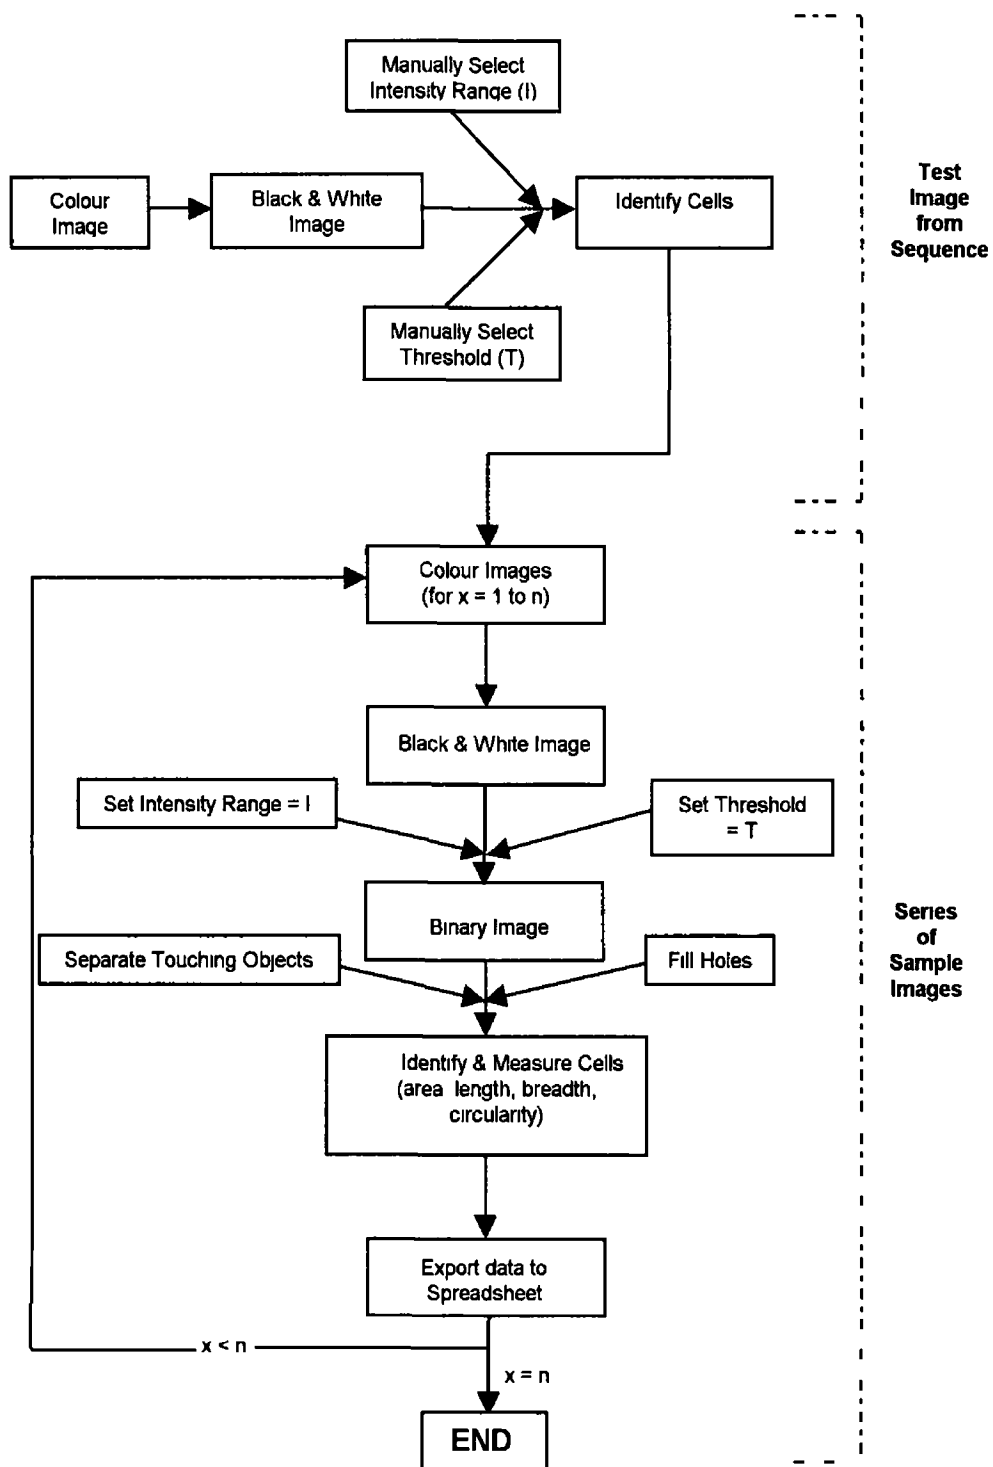 Manually Select
Intensity Range (I)
Colour
Image
Black & White
Image
Identify Cells
Manually Select
Threshold (T)
Test
Image
from
Sequence
Colour Images
(for x = 1 to n)
Black & White Image
Set Intensity Range = I
Set Threshold
= T
Binary Image
Separate Touching Objects
Fill Holes
Identify & Measure Cells
(area length, breadth,
circularity)
Export data to
Spreadsheet
x < n
x = n
END
Series
of
Sample
Images